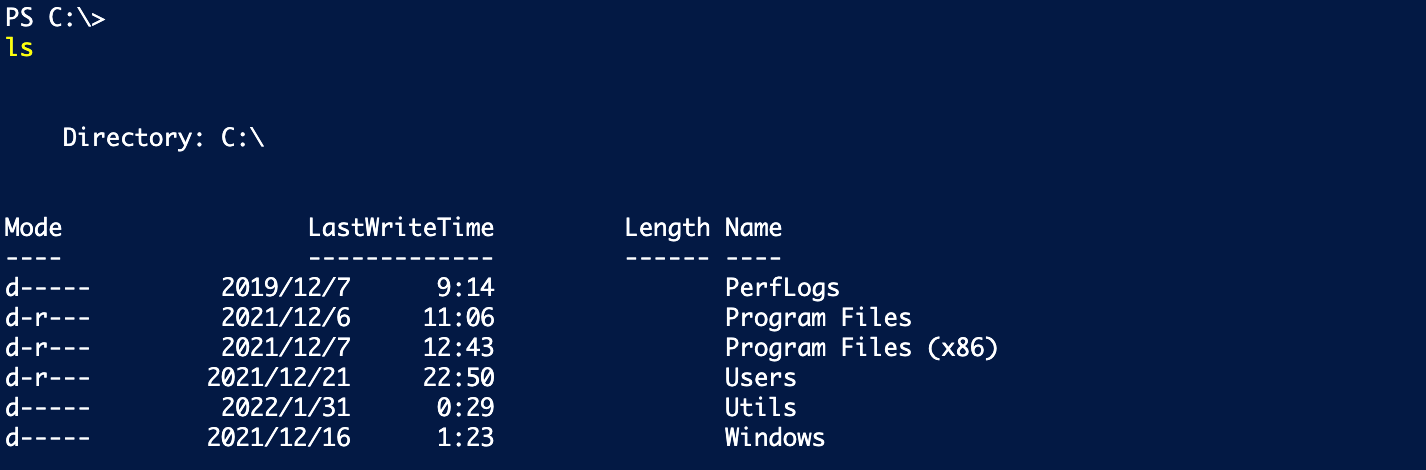 PS C:\>
ls
Directory: C:\
Mode LastWriteTime Length Name
---- ------------- ------ ----
d----- 2019/12/7 9:14 PerfLogs
d-r--- 2021/12/6 11:06 Program Files
d-r--- 2021/12/7 12:43 Program Files (x86)
d-r--- 2021/12/21 22:50 Users
d----- 2022/1/31 0:29 Utils
d----- 2021/12/16 1:23 Windows